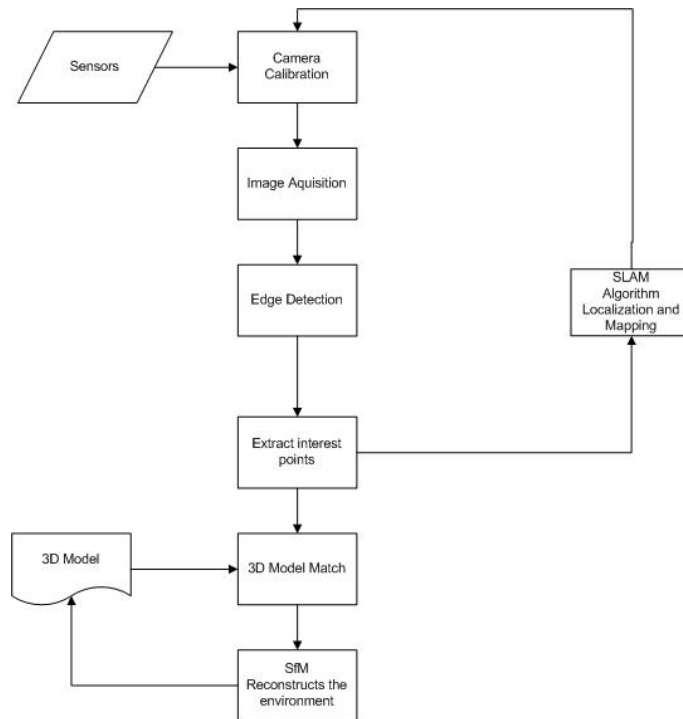 Sensors
Camera
Calibration
Image Aquisition
Edge Detection
SLAM
Algorithm
Localization and
Mapping
Extract interest
points
3D Model
3D Model Match
SfM
Reconstructs the
environment